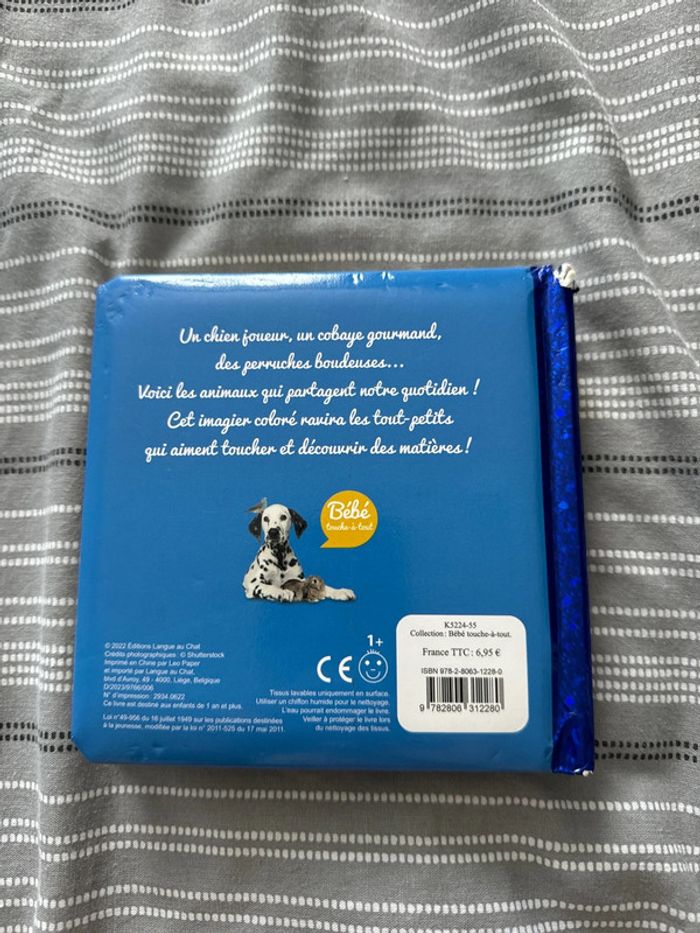 Un chien joueur, un cobaye gourmand,
des perruches boudeuses...
Voici les animaux qui partagent notre quotidien !
Cet imagier coloré ravira les tout-petits
qui aiment toucher et découvrir des matières !
Bébé
touche-à-tout
© 2022 Éditions Langue au Chat
Crédits photographiques : © Shutterstock
Imprimé en Chine par Leo Paper
et importé par Langue au Chat,
blvd d'Avroy, 49 - 4000, Liège, Belgique
D/2023/9766/006
N° d'impression : 2934.0622
Ce livre est destiné aux enfants de 1 an et plus.
Loi n°49-956 du 16 juillet 1949 sur les publications destinées
à la jeunesse, modifiée par la loi n° 2011-525 du 17 mai 2011.
1+
CE
Tissus lavables uniquement en surface.
Utiliser un chiffon humide pour le nettoyage.
L'eau pourrait endommager le livre.
Veiller à protéger le livre lors
du nettoyage des tissus.
K5224-55
Collection : Bébé touche-à-tout.
France TTC : 6,95 €
ISBN 978-2-8063-1228-0
9 782806 312280